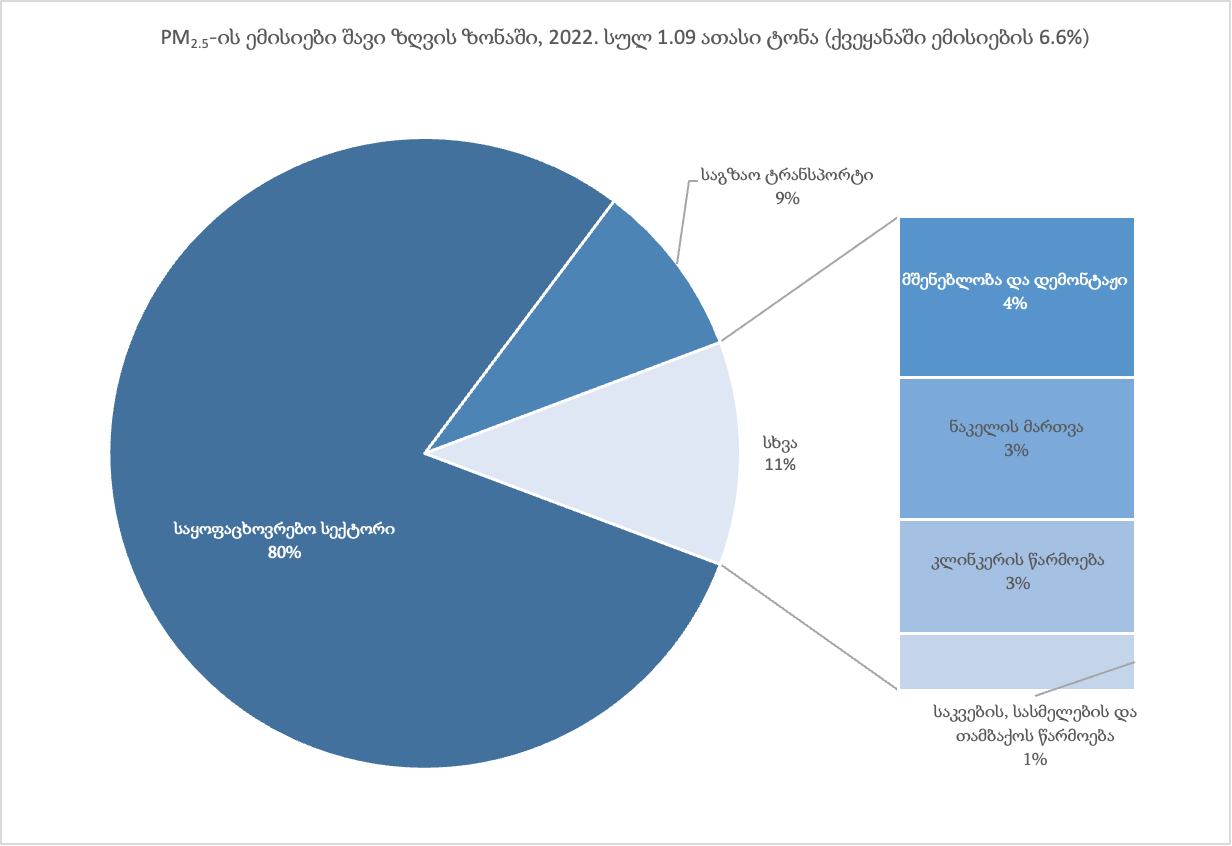 PM2.5-ის ემისიები შავი ზღვის ზონაში, 2022. სულ 1.09 ათასი ტონა (ქვეყანაში ემისიების 6.6%)
საგზაო ტრანსპორტი
9%
მშენებლობა და დემონტაჟი
4%
ნაკელის მართვა
3%
სხვა
11%
საყოფაცხოვრებო სექტორი
80%
კლინკერის წარმოება
3%
საკვების, სასმელების და
თამბაქოს წარმოება
1%